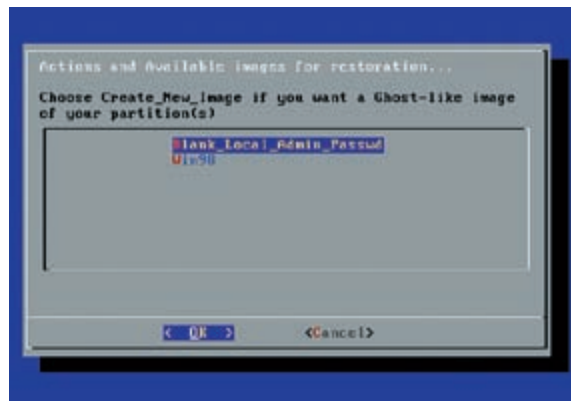 Actions and Available images for restoration...
Choose Create_New_Image if you want a Ghost-like image
of your partition(s)
Blank_Local_Admin_Passwd
Win98
< OK > <Cancel>